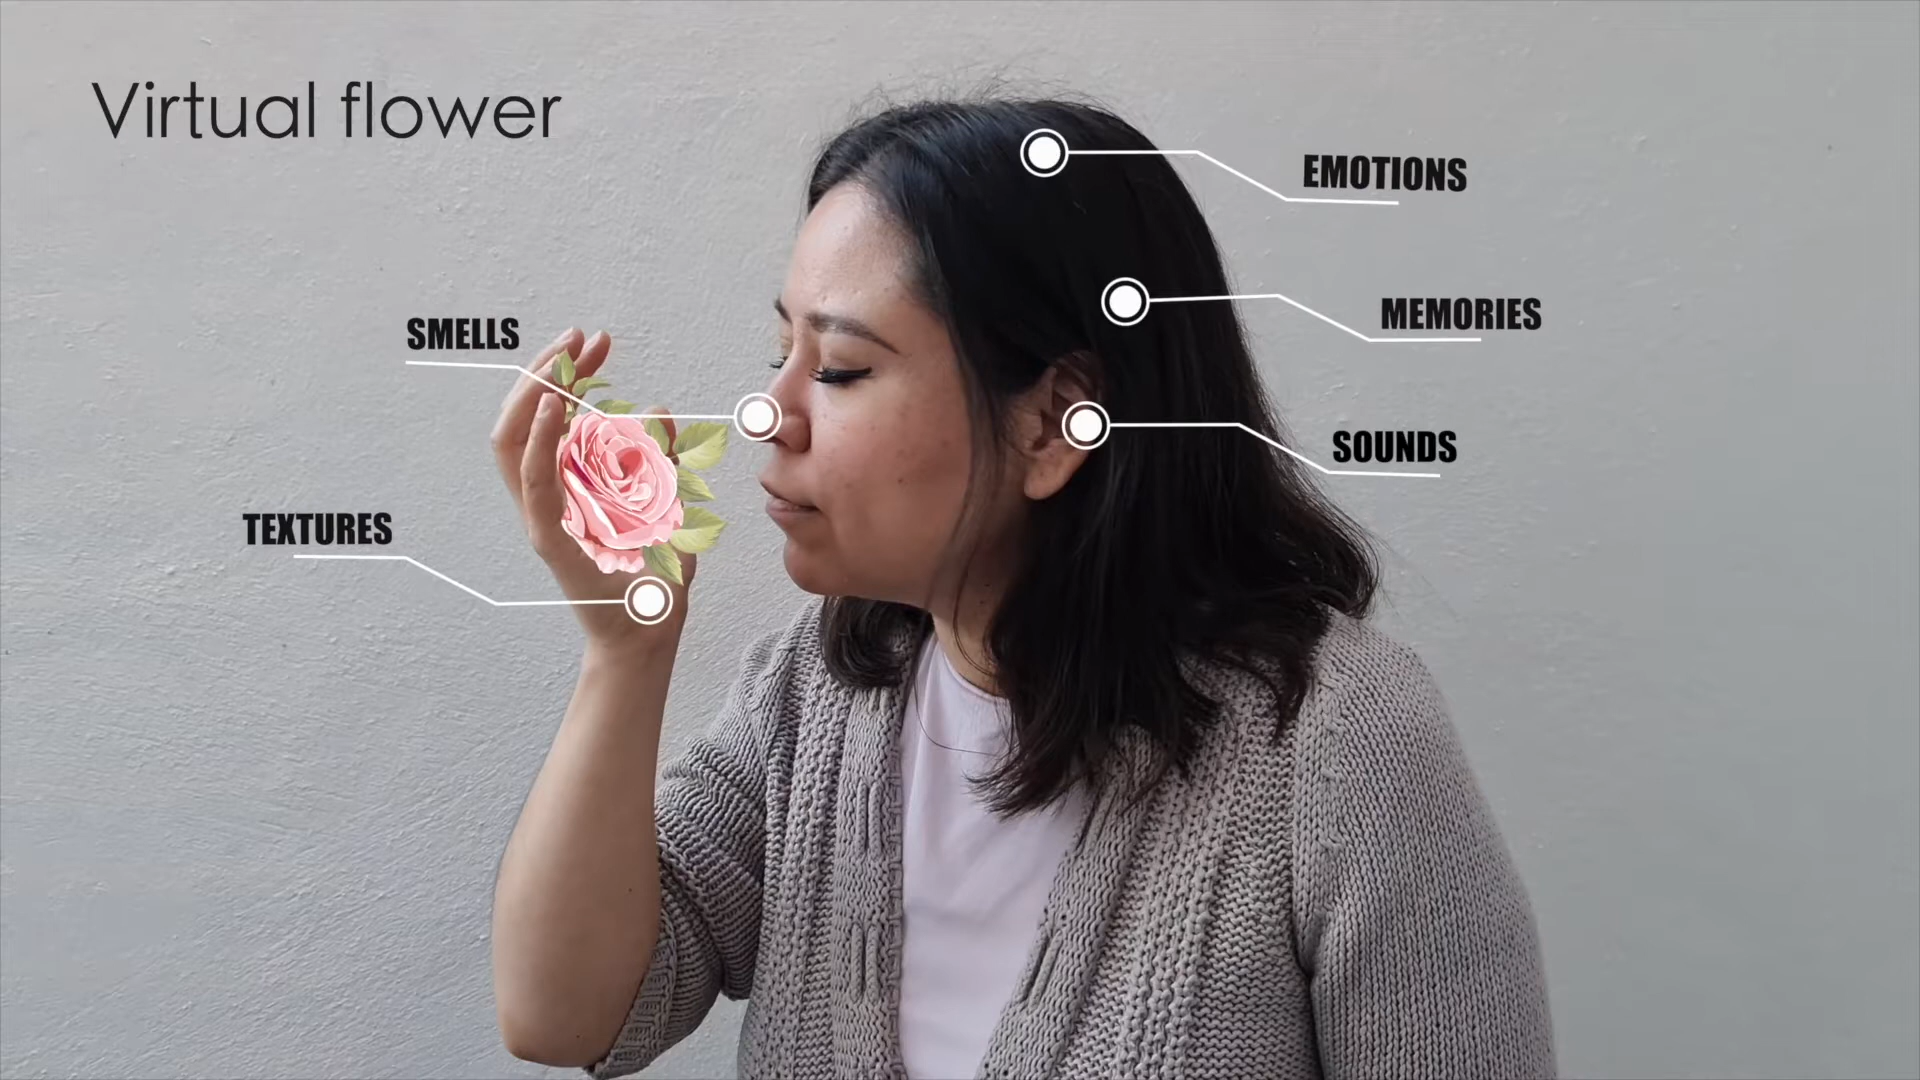 Virtual flower
EMOTIONS
MEMORIES
SMELLS
SOUNDS
TEXTURES